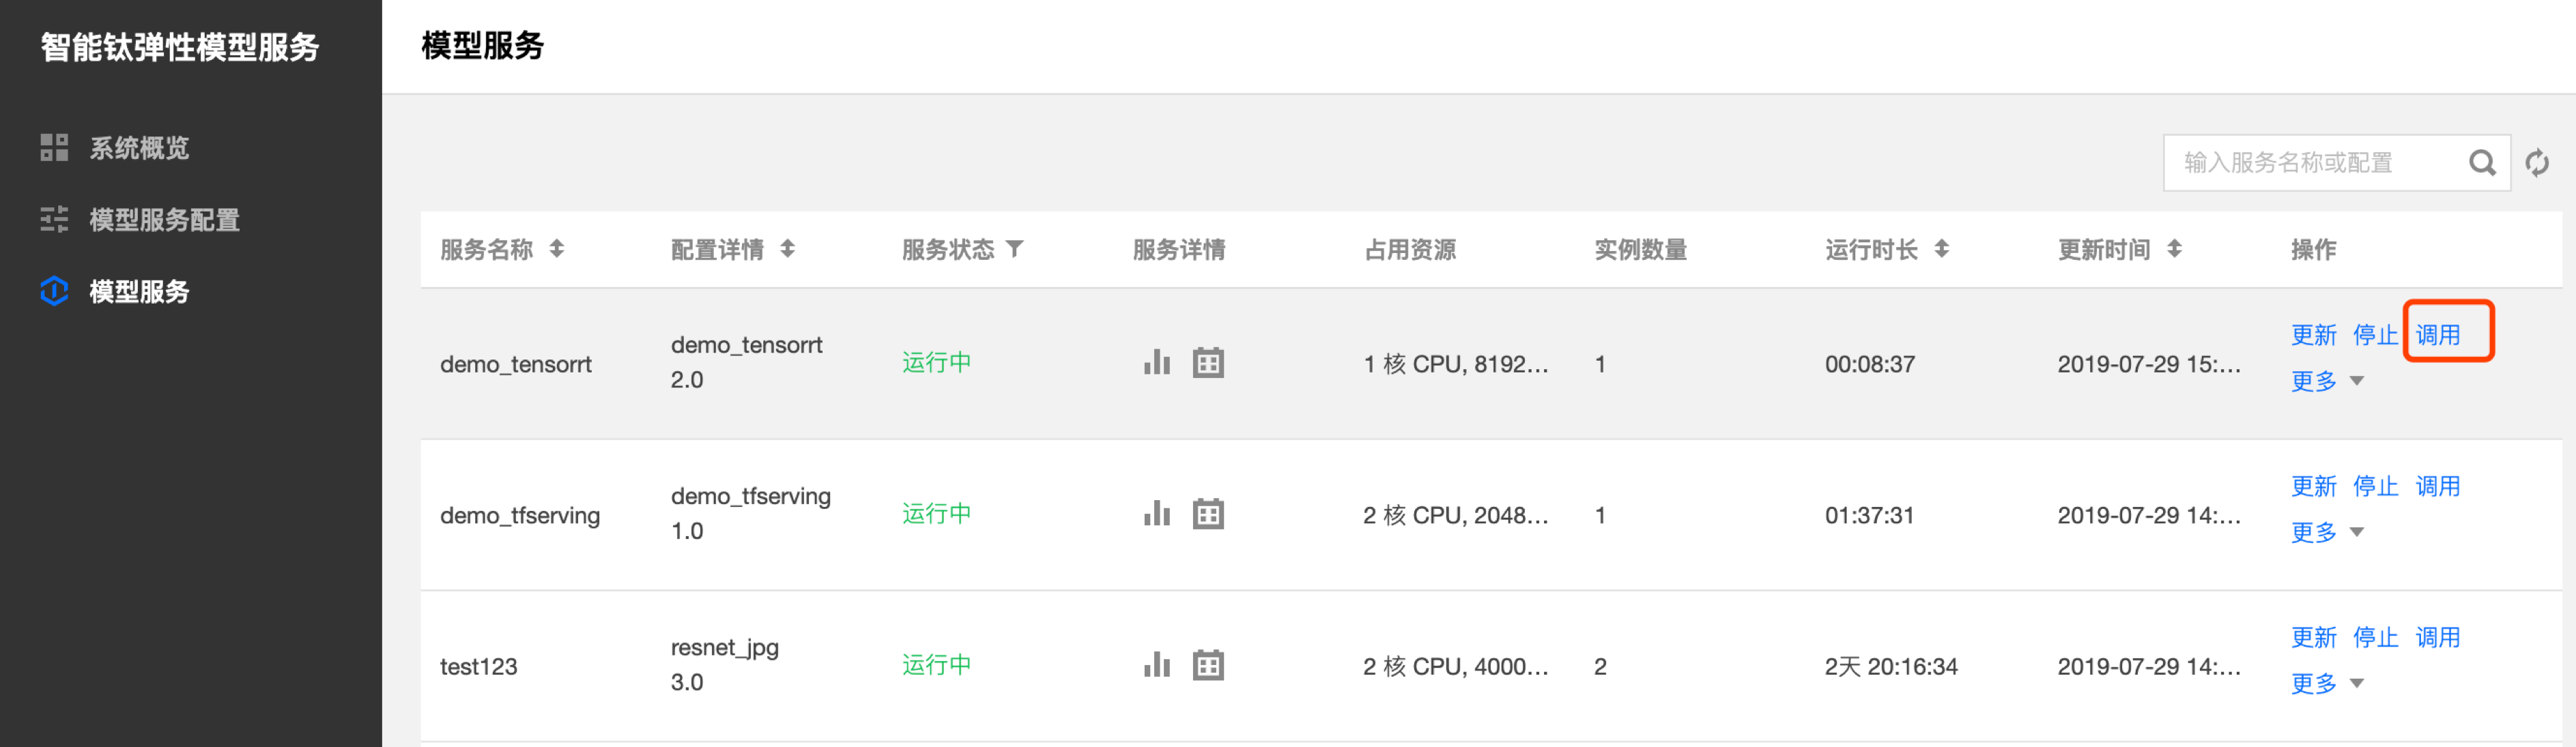 智能钛弹性模型服务
系统概览
模型服务配置
模型服务
模型服务
输入服务名称或配置
服务名称 配置详情 服务状态 服务详情 占用资源 实例数量 运行时长 更新时间 操作
demo_tensorrt demo_tensorrt 2.0 运行中 1 核 CPU, 8192... 1 00:08:37 2019-07-29 15:... 更新 停止 调用
更多
demo_tfserving demo_tfserving 1.0 运行中 2 核 CPU, 2048... 1 01:37:31 2019-07-29 14:... 更新 停止 调用
更多
test123 resnet_jpg 3.0 运行中 2 核 CPU, 4000... 2 2天 20:16:34 2019-07-29 14:... 更新 停止 调用
更多